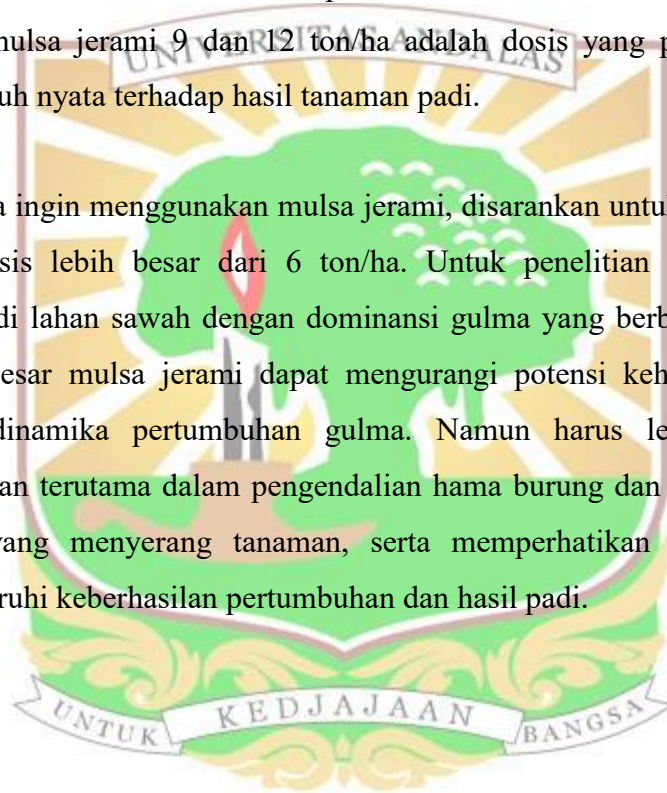 mulsa jerami 9 dan 12 ton/ha adalah dosis yang p
UNIVERSITAS ANDALAS
uh nyata terhadap hasil tanaman padi.
a ingin menggunakan mulsa jerami, disarankan untuk
sis lebih besar dari 6 ton/ha. Untuk penelitian
di lahan sawah dengan dominansi gulma yang berb
esar mulsa jerami dapat mengurangi potensi keh
dinamika pertumbuhan gulma. Namun harus le
an terutama dalam pengendalian hama burung dan
yang menyerang tanaman, serta memperhatikan
ruhi keberhasilan pertumbuhan dan hasil padi.
UNTUK KEDJAJAAN BANGSA